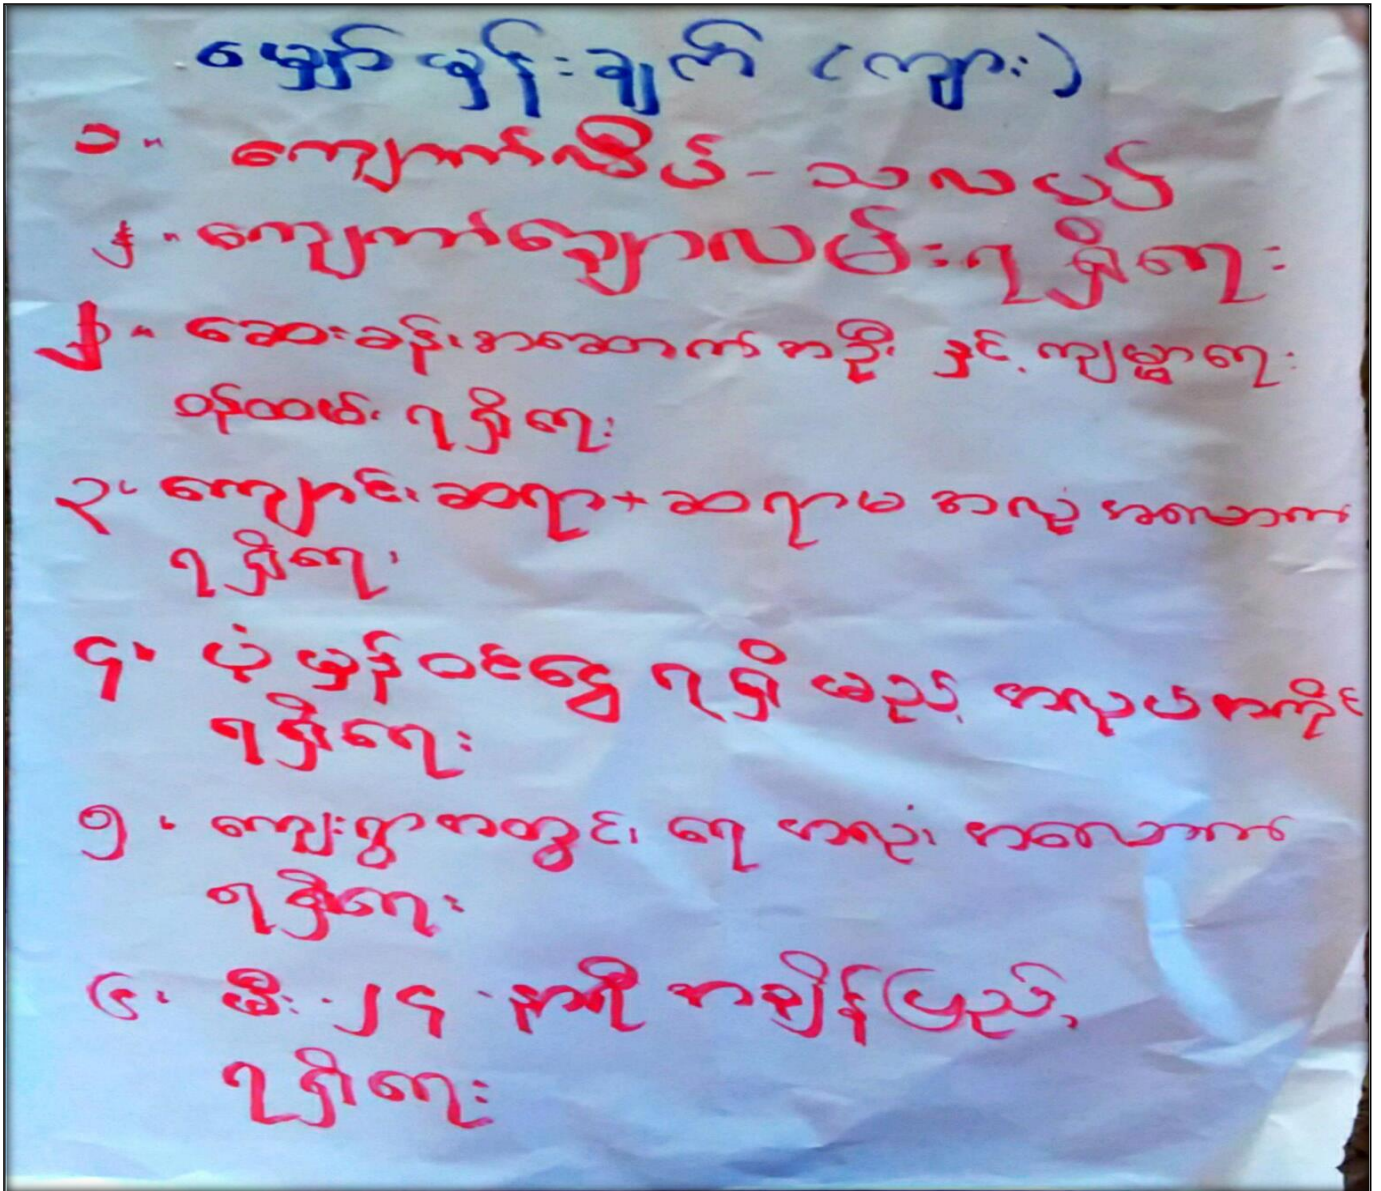 မျှော်မှန်းချက် (ကျား)
၁။ ကျောက်လိပ် - သလပတ်
၂။ ကျောက်ချောလမ်းရရှိရေး
၂။ ဆေးခန်းအဆောက်အဦး နှင့် ကျမ္မာရေး
ဝန်ထမ်း ရရှိရေး
၃။ ကျောင်းဆရာ + ဆရာမ အလုံအလောက်
ရရှိရေး
၄။ ပုံမှန်ဝင်ငွေ ရရှိမည့် အလုပ်အကိုင်
ရရှိရေး
၅။ ကျေးရွာအတွင်း ရေ အလုံအလောက်
ရရှိရေး
၆။ မီး ၂၄ နာရီ အချိန်ပြည့်
ရရှိရေး